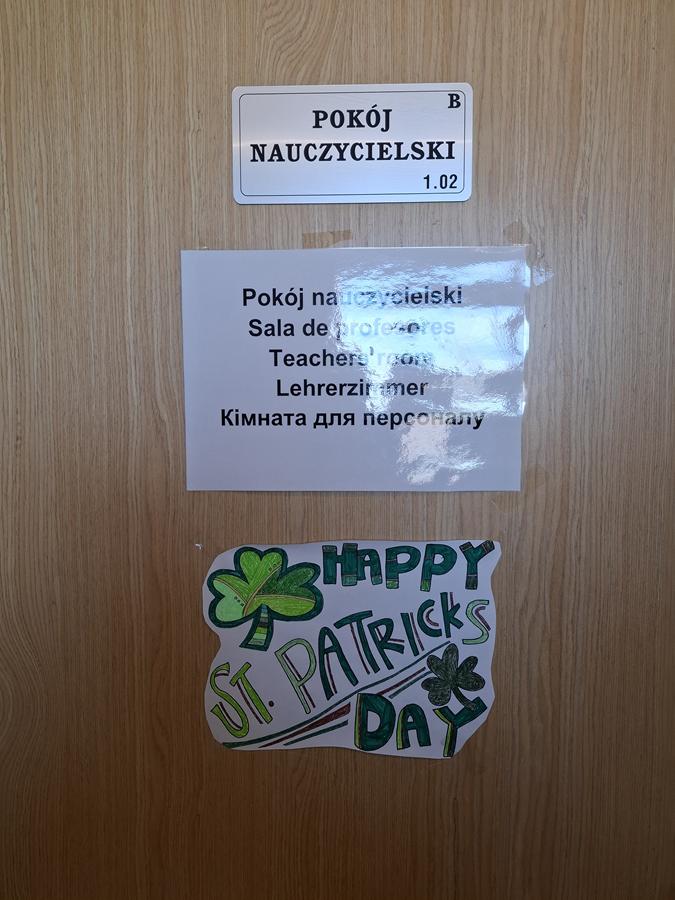 B
POKÓJ
NAUCZYCIELSKI
1.02
Pokój nauczycielski
Sala de profesores
Teachers' room
Lehrerzimmer
Кімната для персоналу
HAPPY
ST. PATRICKS
DAY